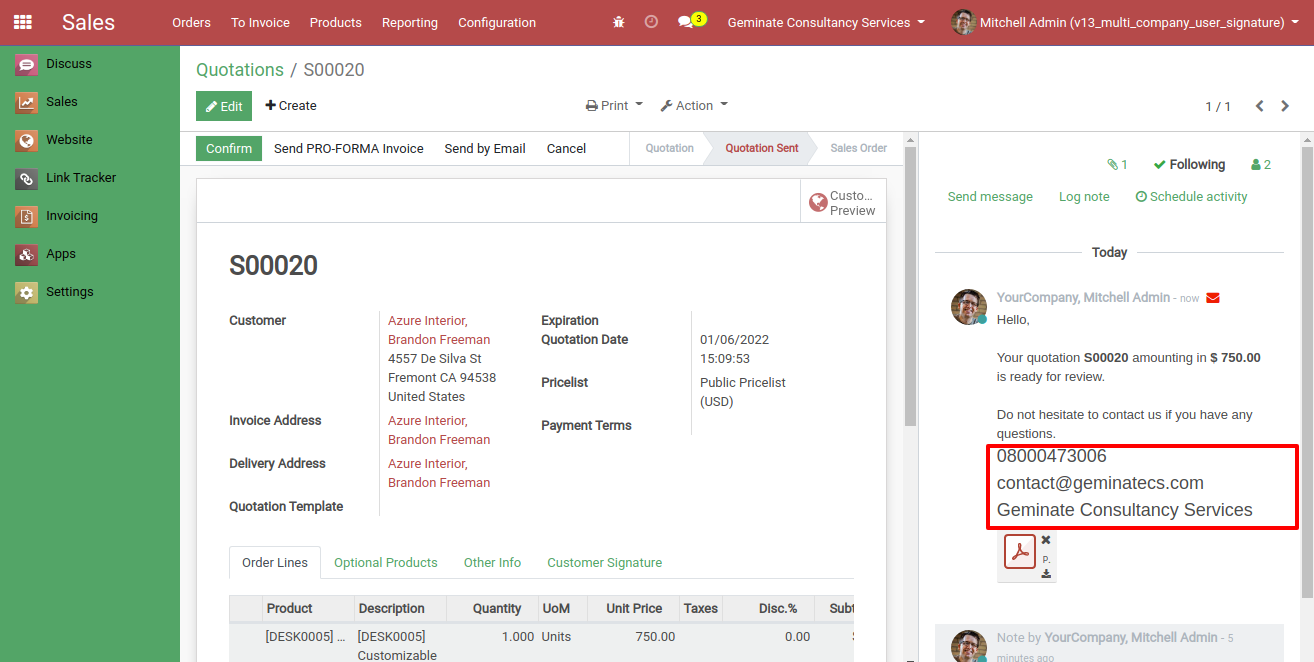 Sales
Orders
To Invoice
Products
Reporting
Configuration
3
Geminate Consultancy Services
Mitchell Admin (v13_multi_company_user_signature)
Discuss
Sales
Website
Link Tracker
Invoicing
Apps
Settings
Quotations / S00020
Edit
Create
Print
Action
1 / 1
Confirm
Send PRO-FORMA Invoice
Send by Email
Cancel
Quotation
Quotation Sent
Sales Order
Custo...
Preview
S00020
Customer
Azure Interior,
Brandon Freeman
4557 De Silva St
Fremont CA 94538
United States
Invoice Address
Azure Interior,
Brandon Freeman
Delivery Address
Azure Interior,
Brandon Freeman
Quotation Template
Expiration
Quotation Date
01/06/2022
15:09:53
Pricelist
Public Pricelist
(USD)
Payment Terms
Order Lines
Optional Products
Other Info
Customer Signature
Product
Description
Quantity
UoM
Unit Price
Taxes
Disc.%
Subt
[DESK0005] ...
[DESK0005]
Customizable
1.000
Units
750.00
0.00
1
Following
2
Send message
Log note
Schedule activity
Today
YourCompany, Mitchell Admin - now
Hello,
Your quotation S00020 amounting in $ 750.00
is ready for review.
Do not hesitate to contact us if you have any
questions.
08000473006
contact@geminatecs.com
Geminate Consultancy Services
P.
Note by YourCompany, Mitchell Admin - 5
minutes ago